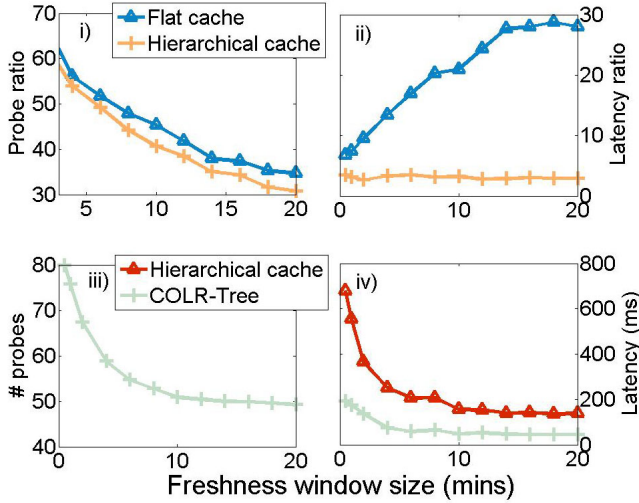 i)
Flat cache
Hierarchical cache
ii)
Probe ratio
70
60
50
40
30
5
10
15
20
Latency ratio
30
20
10
0
0
10
20
iii)
Hierarchical cache
COLR-Tree
iv)
# probes
80
70
60
50
40
0
10
20
Latency (ms)
800
600
400
200
0
0
10
20
Freshness window size (mins)